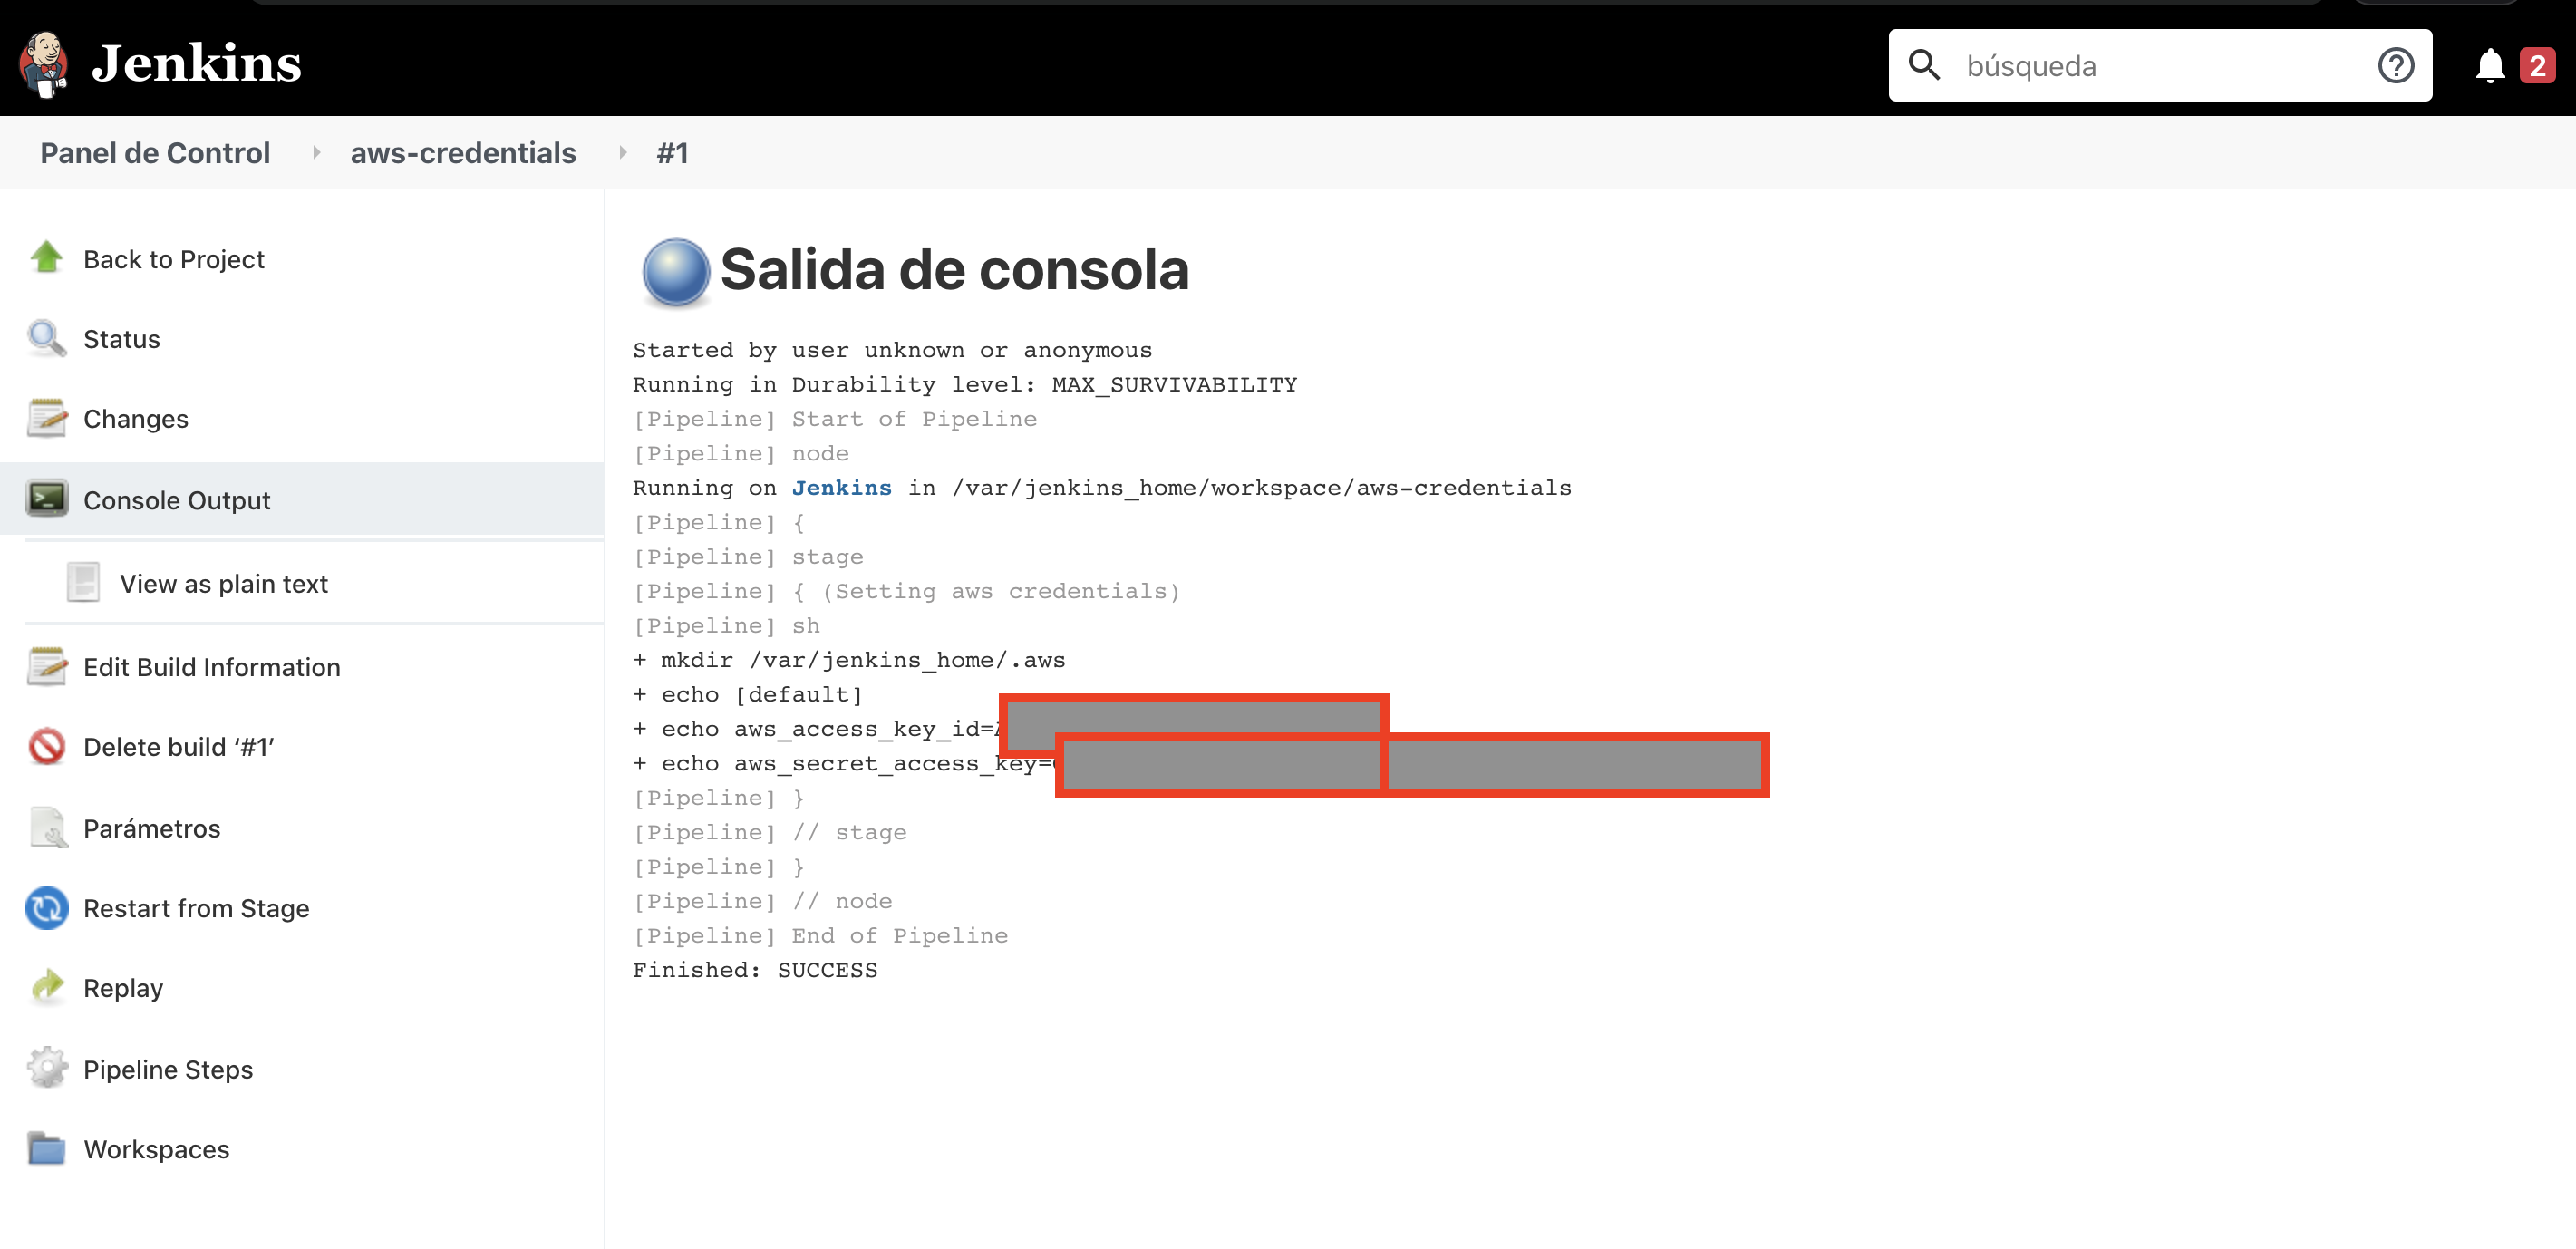 Jenkins
búsqueda
2
Panel de Control
aws-credentials
#1
Back to Project
Status
Changes
Console Output
View as plain text
Edit Build Information
Delete build ‘#1’
Parámetros
Restart from Stage
Replay
Pipeline Steps
Workspaces
Salida de consola
Started by user unknown or anonymous
Running in Durability level: MAX_SURVIVABILITY
[Pipeline] Start of Pipeline
[Pipeline] node
Running on Jenkins in /var/jenkins_home/workspace/aws-credentials
[Pipeline] {
[Pipeline] stage
[Pipeline] { (Setting aws credentials)
[Pipeline] sh
+ mkdir /var/jenkins_home/.aws
+ echo [default]
+ echo aws_access_key_id=
+ echo aws_secret_access_key=
[Pipeline] }
[Pipeline] // stage
[Pipeline] }
[Pipeline] // node
[Pipeline] End of Pipeline
Finished: SUCCESS